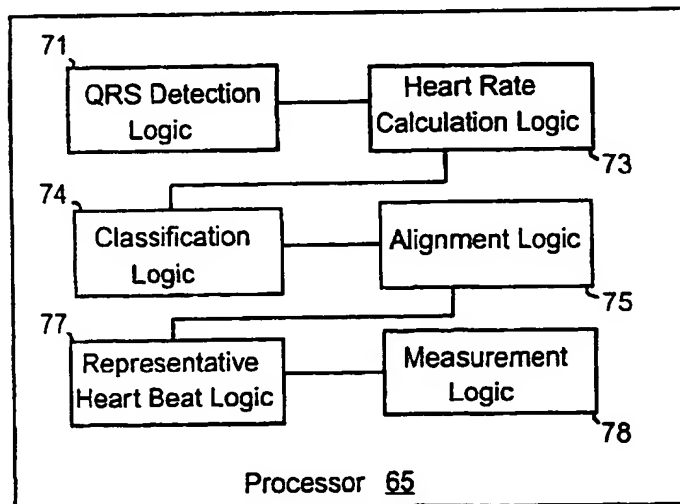 71
QRS Detection
Logic
Heart Rate
Calculation Logic
73
74
Classification
Logic
Alignment Logic
75
77
Representative
Heart Beat Logic
Measurement
Logic
78
Processor 65